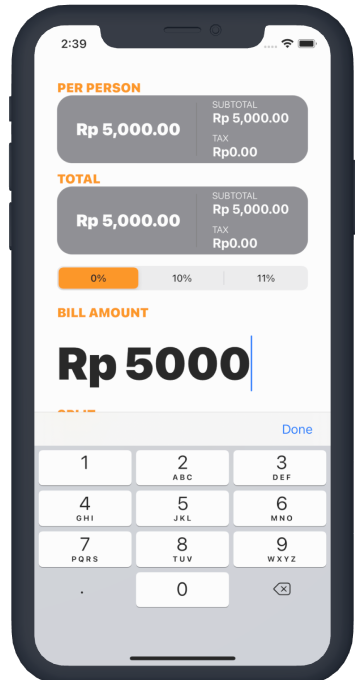 2:39
PER PERSON
Rp 5,000.00
SUBTOTAL
Rp 5,000.00
TAX
Rp0.00
TOTAL
Rp 5,000.00
SUBTOTAL
Rp 5,000.00
TAX
Rp0.00
0% 10% 11%
BILL AMOUNT
Rp 5000
Done
1 2 3
ABC DEF
4 5 6
GHI JKL MNO
7 8 9
PQRS TUV WXYZ
. 0